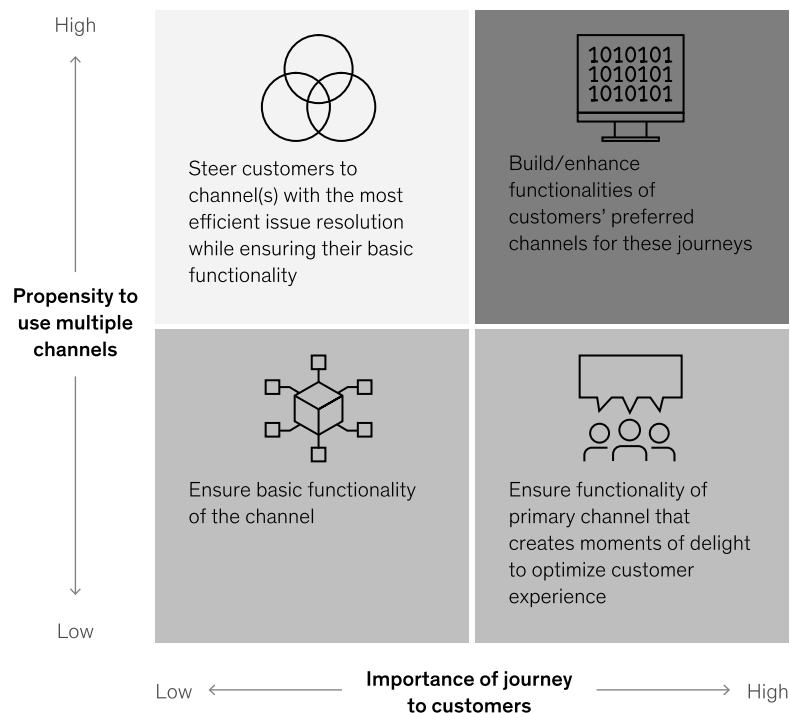 High
Propensity to
use multiple
channels
Low
1010101
1010101
1010101
Steer customers to
channel(s) with the most
efficient issue resolution
while ensuring their basic
functionality
Build/enhance
functionalities of
customers’ preferred
channels for these journeys
Ensure basic functionality
of the channel
Ensure functionality of
primary channel that
creates moments of delight
to optimize customer
experience
Low
Importance of journey
to customers
High